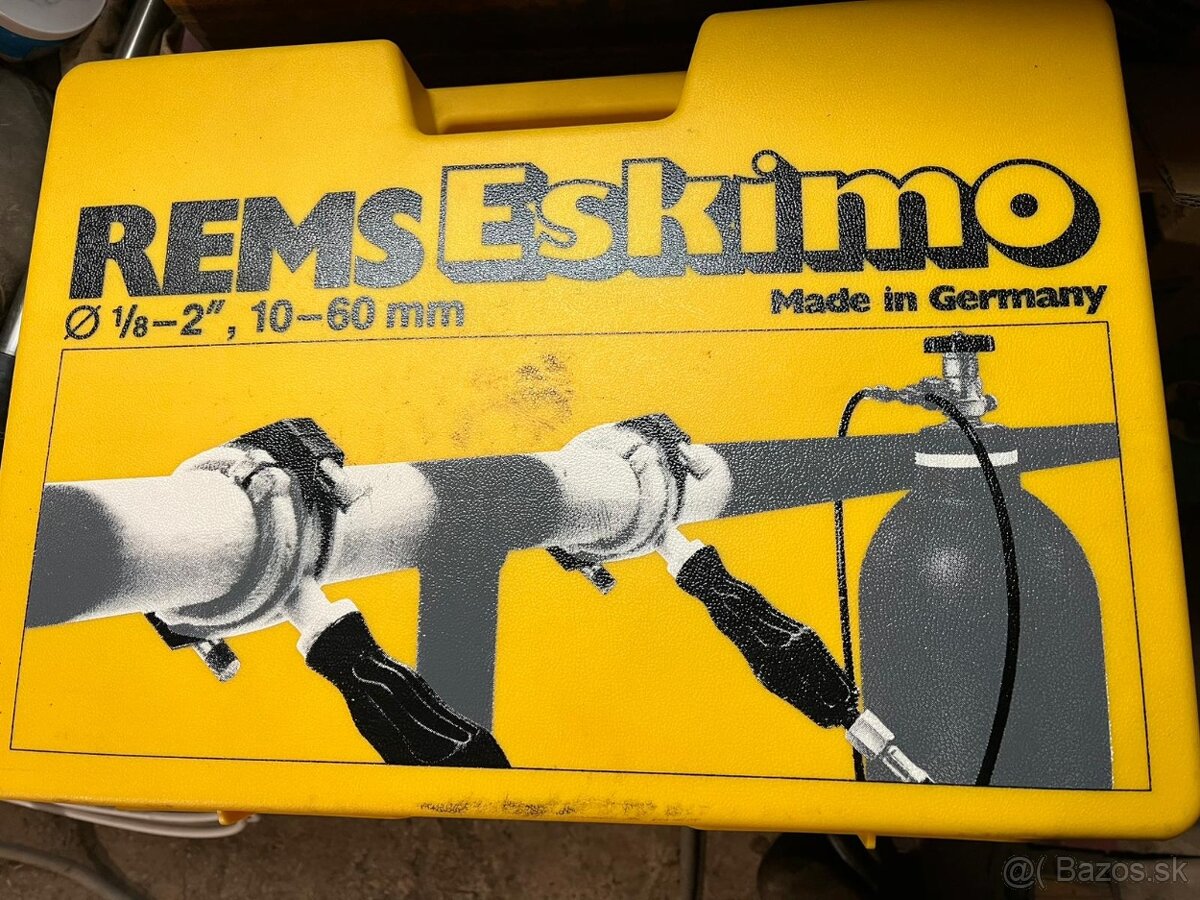 REMS Eskimo
Ø 1/8-2", 10-60 mm
Made in Germany
@( Bazos.sk